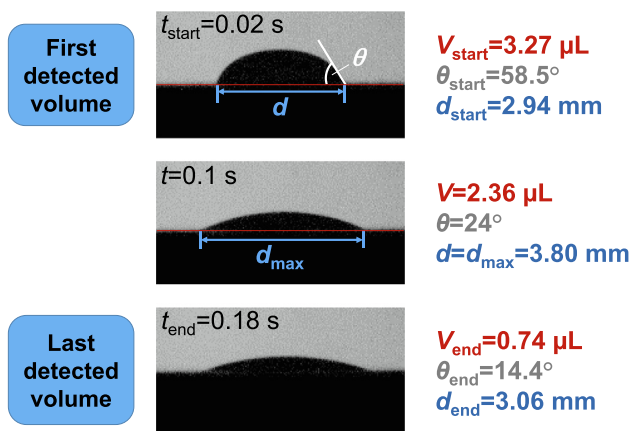 First
detected
volume
t_start=0.02 s
θ
d
V_start=3.27 µL
θ_start=58.5°
d_start=2.94 mm
t=0.1 s
d_max
V=2.36 µL
θ=24°
d=d_max=3.80 mm
Last
detected
volume
t_end=0.18 s
V_end=0.74 µL
θ_end=14.4°
d_end=3.06 mm